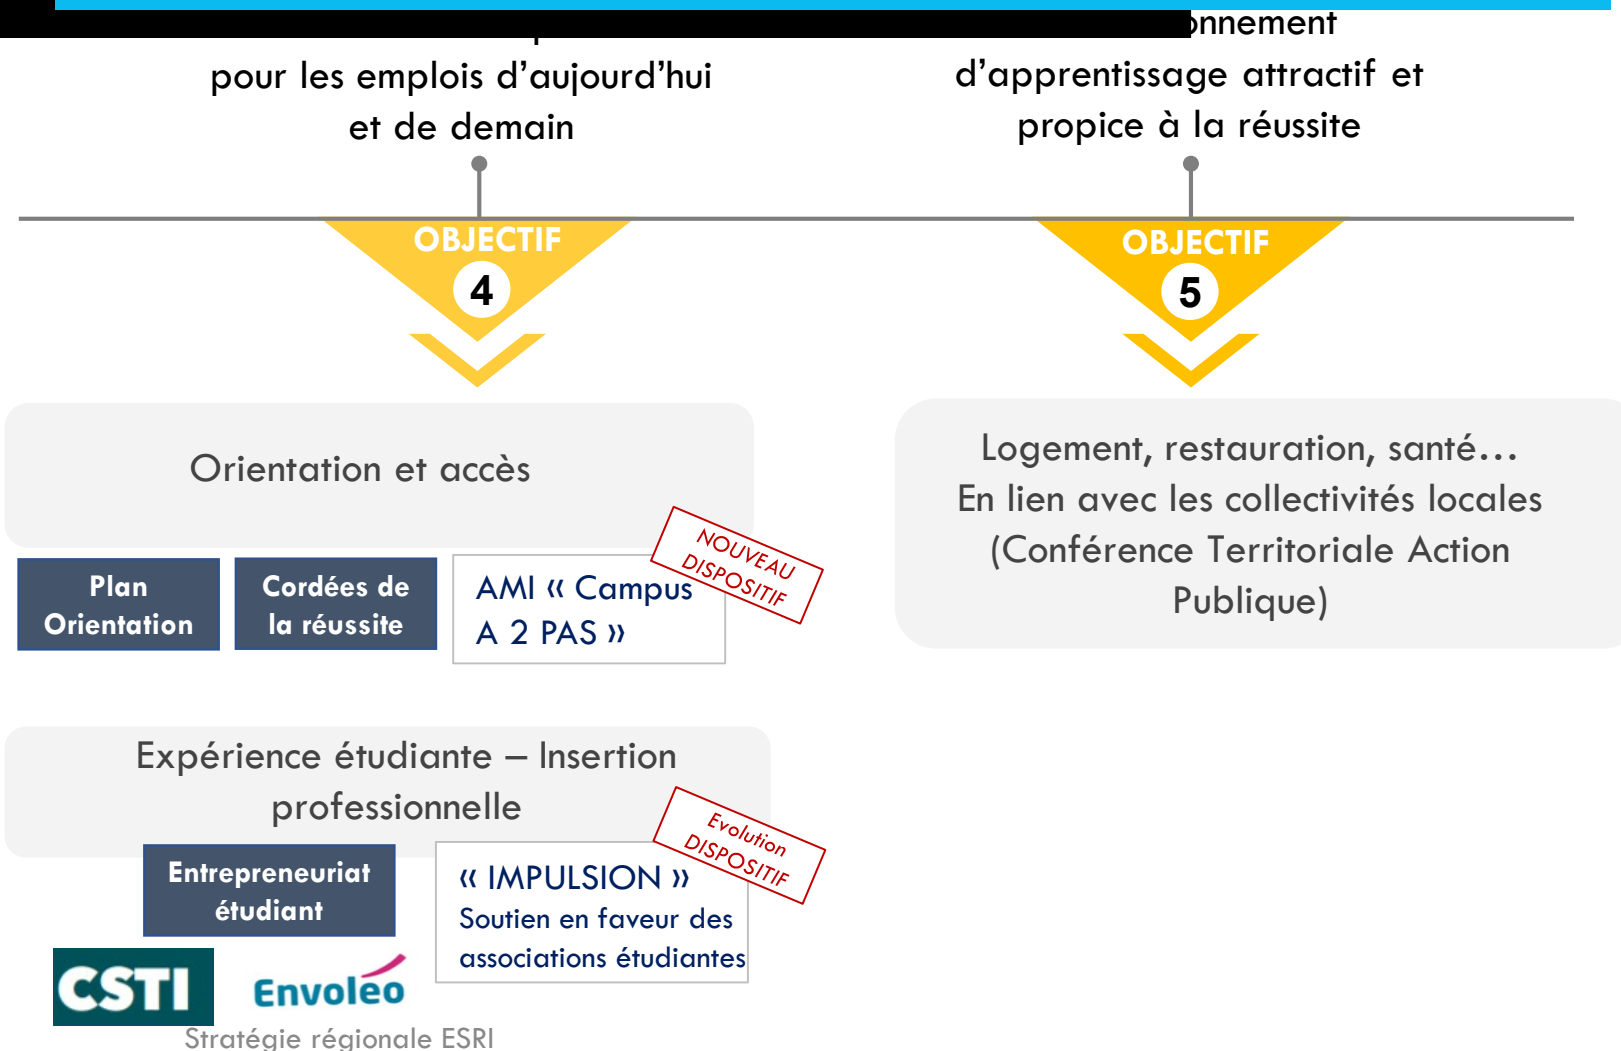 pour les emplois d’aujourd’hui
et de demain
d’apprentissage attractif et
propice à la réussite
OBJECTIF
4
OBJECTIF
5
Orientation et accès
NOUVEAU
DISPOSITIF
Plan
Orientation
Cordées de
la réussite
AMI « Campus
A 2 PAS »
Logement, restauration, santé…
En lien avec les collectivités locales
(Conférence Territoriale Action
Publique)
Expérience étudiante – Insertion
professionnelle
Evolution
DISPOSITIF
Entrepreneuriat
étudiant
« IMPULSION »
Soutien en faveur des
associations étudiantes
CSTI
Envoléo
Stratégie régionale ESRI